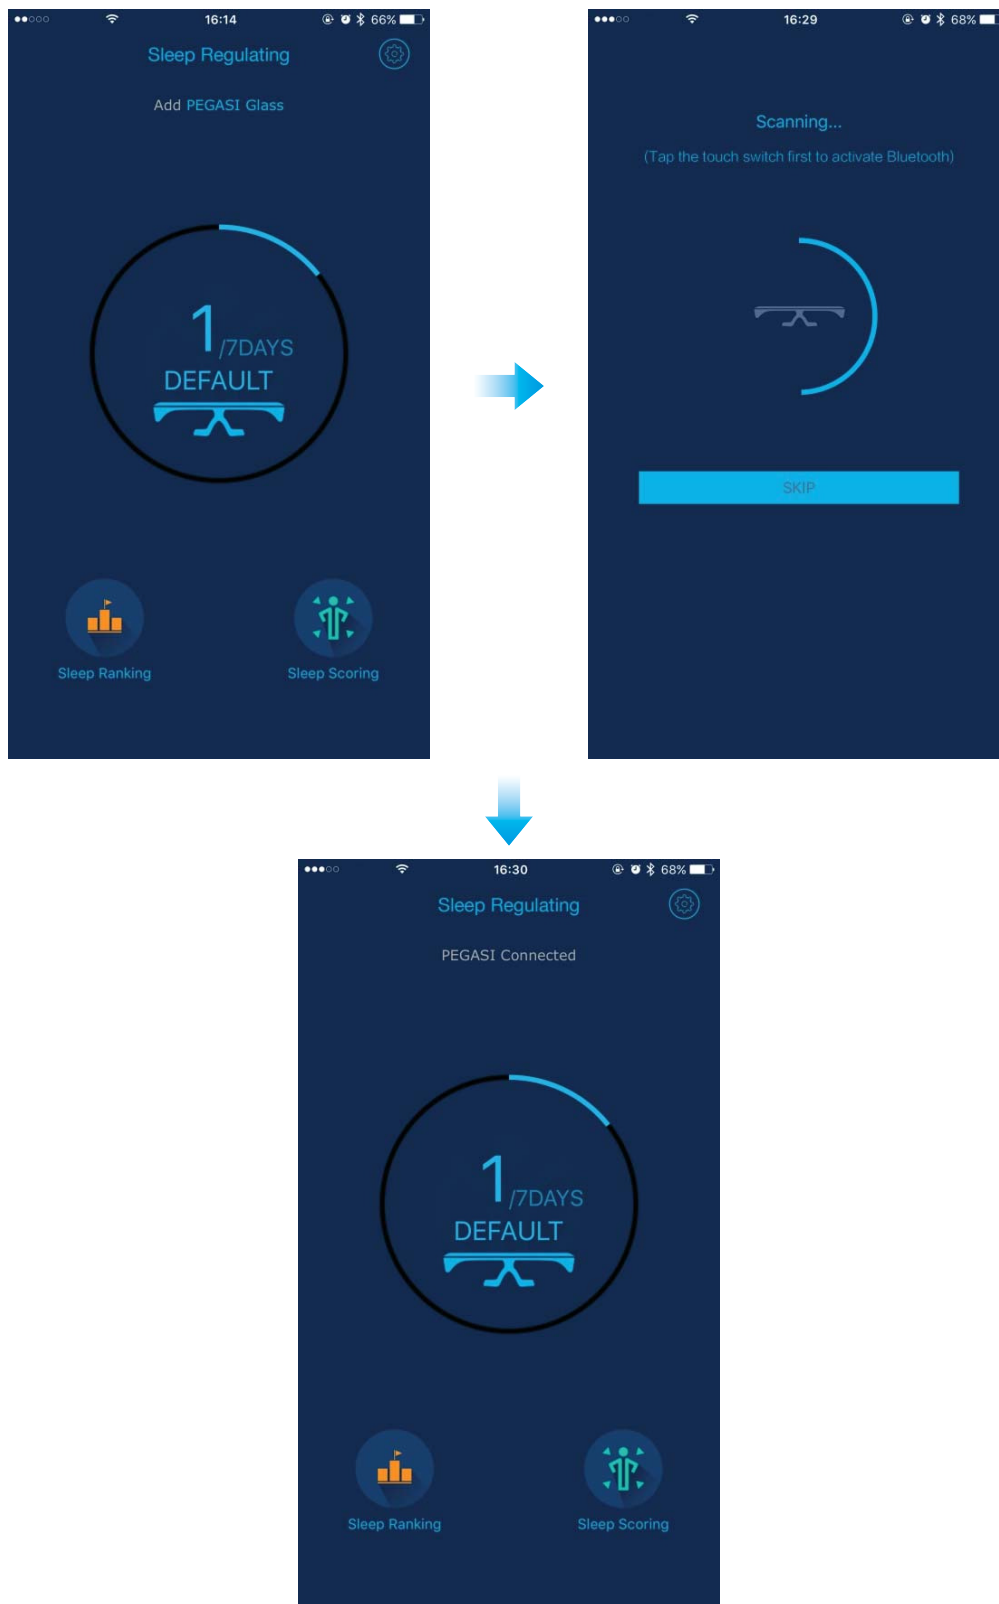 16:14
66%
Sleep Regulating
Add PEGASI Glass
1/7DAYS
DEFAULT
Sleep Ranking
Sleep Scoring
16:29
68%
Scanning...
(Tap the touch switch first to activate Bluetooth)
SKIP
16:30
68%
Sleep Regulating
PEGASI Connected
1/7DAYS
DEFAULT
Sleep Ranking
Sleep Scoring